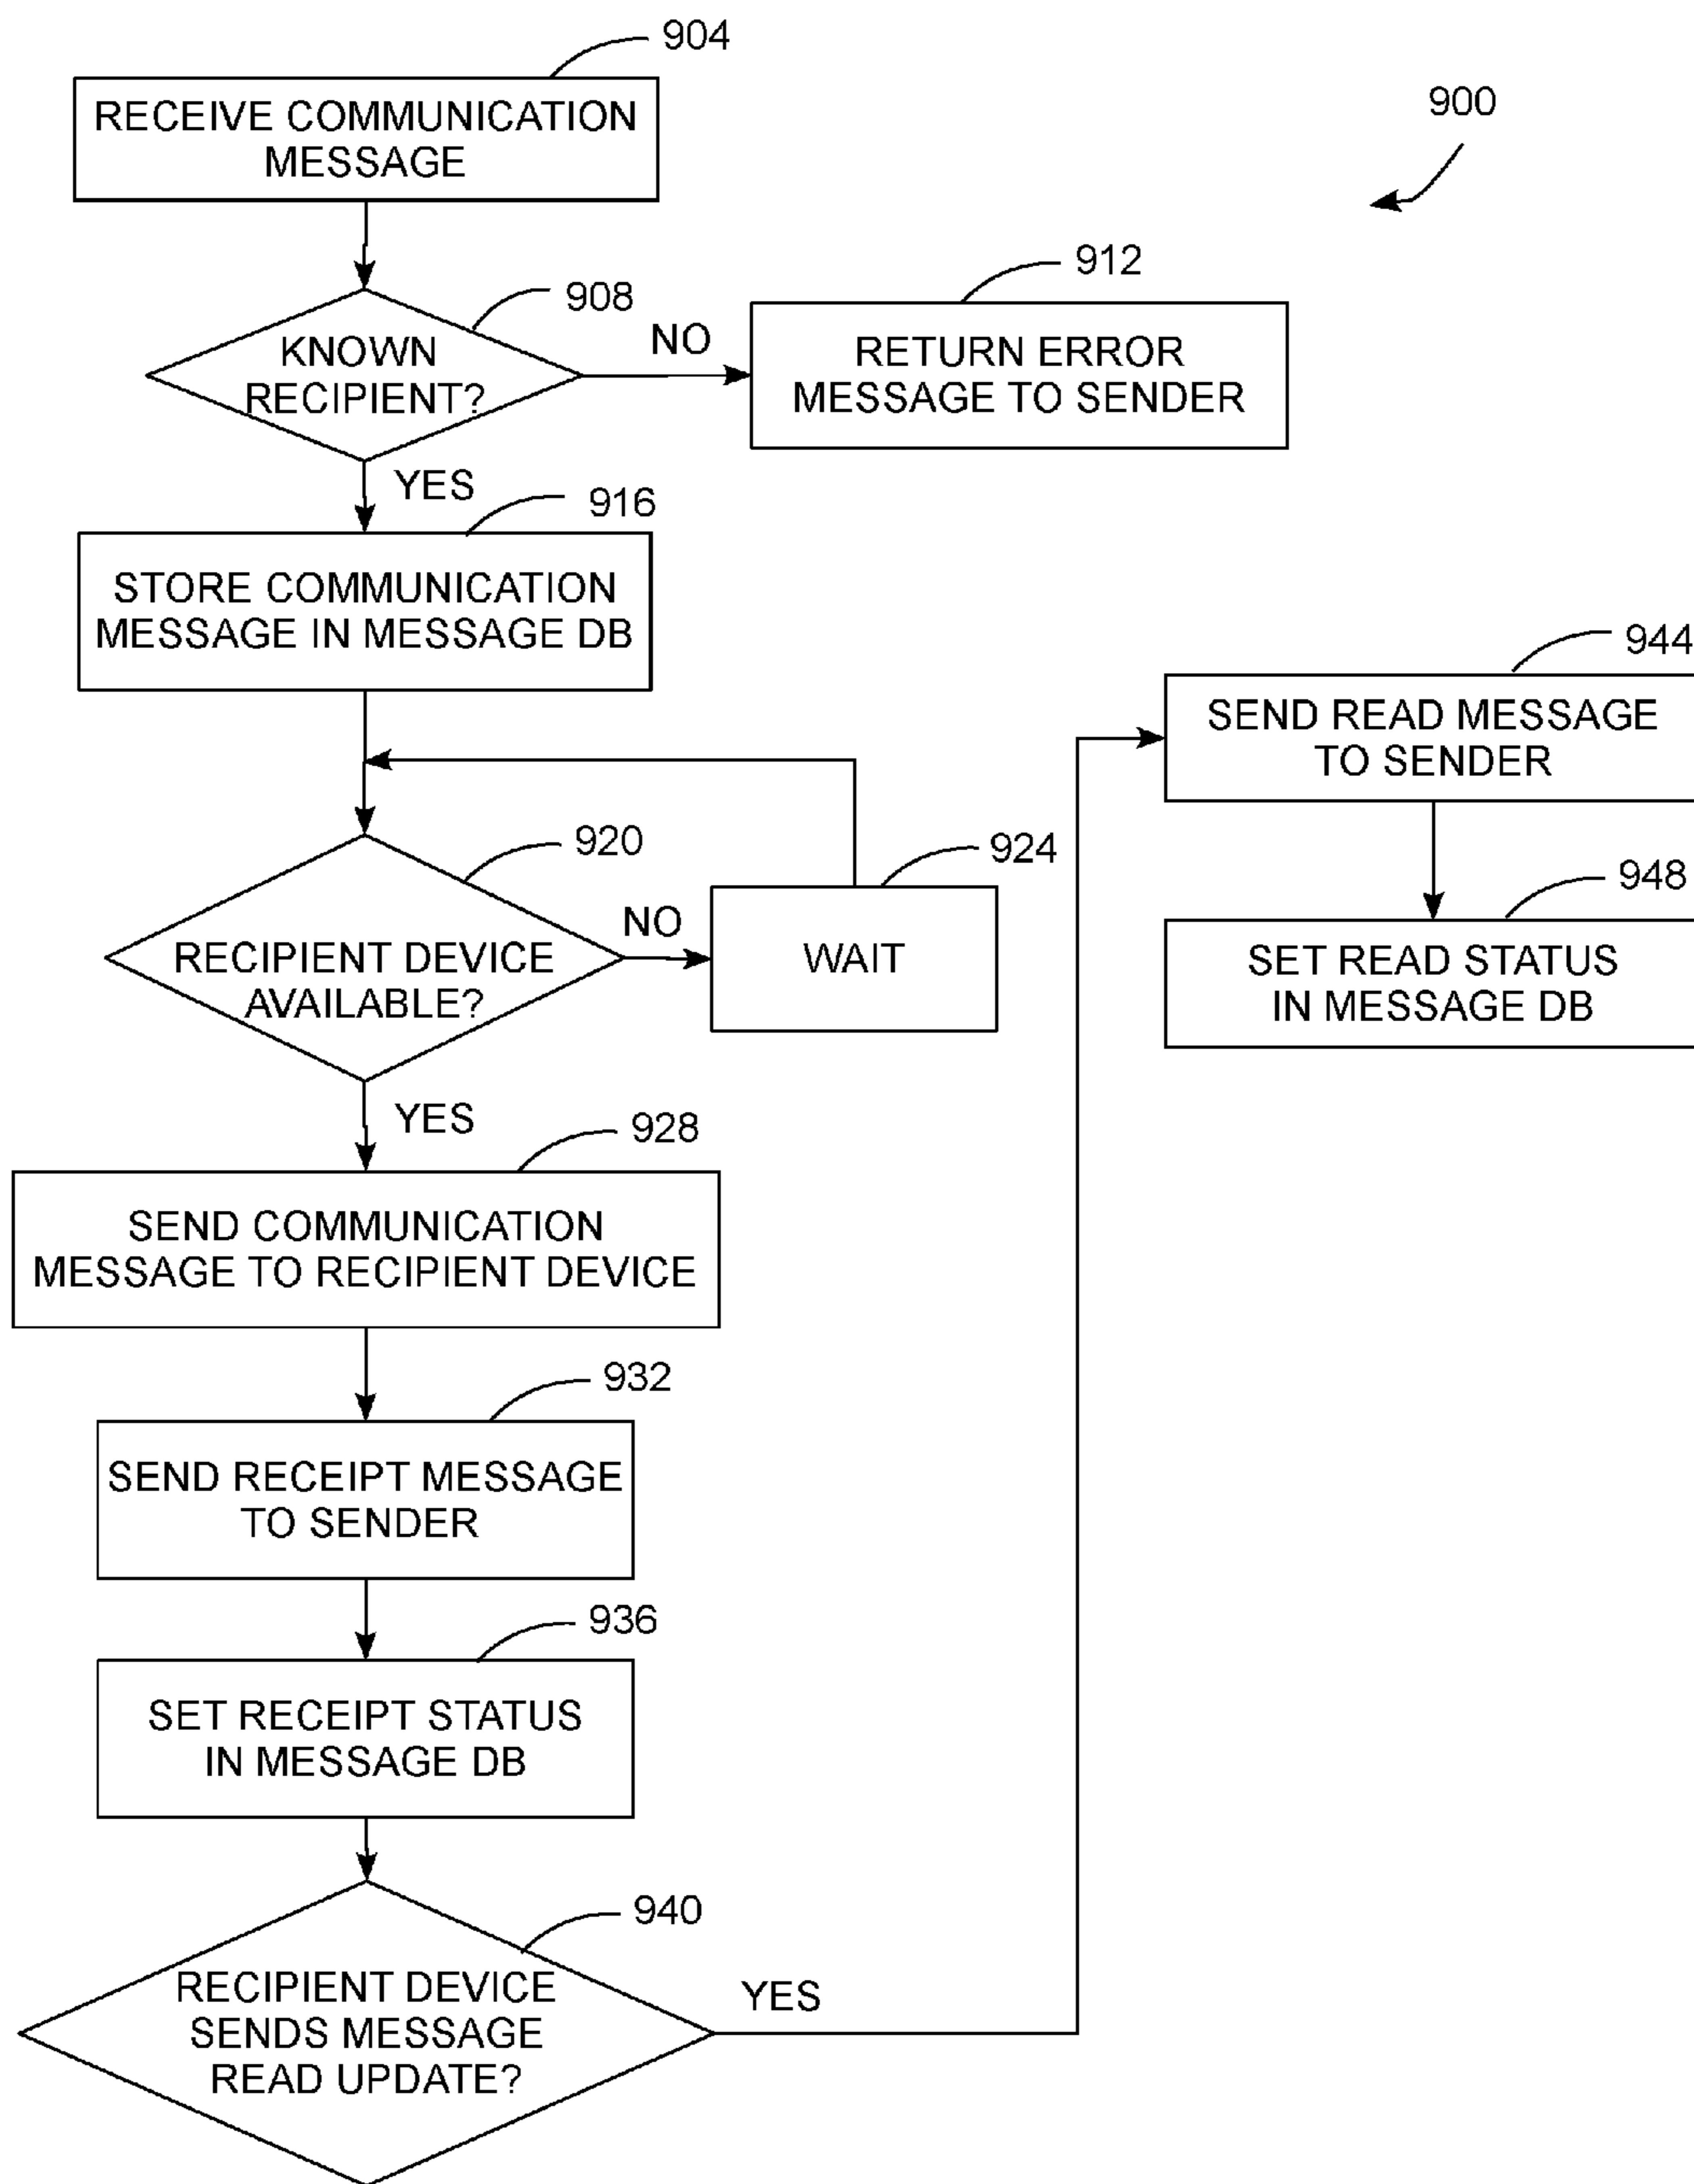 904
RECEIVE COMMUNICATION
MESSAGE
900
908
KNOWN
RECIPIENT?
NO
912
RETURN ERROR
MESSAGE TO SENDER
YES
916
STORE COMMUNICATION
MESSAGE IN MESSAGE DB
920
RECIPIENT DEVICE
AVAILABLE?
NO
924
WAIT
YES
928
SEND COMMUNICATION
MESSAGE TO RECIPIENT DEVICE
932
SEND RECEIPT MESSAGE
TO SENDER
936
SET RECEIPT STATUS
IN MESSAGE DB
940
RECIPIENT DEVICE
SENDS MESSAGE
READ UPDATE?
YES
944
SEND READ MESSAGE
TO SENDER
948
SET READ STATUS
IN MESSAGE DB